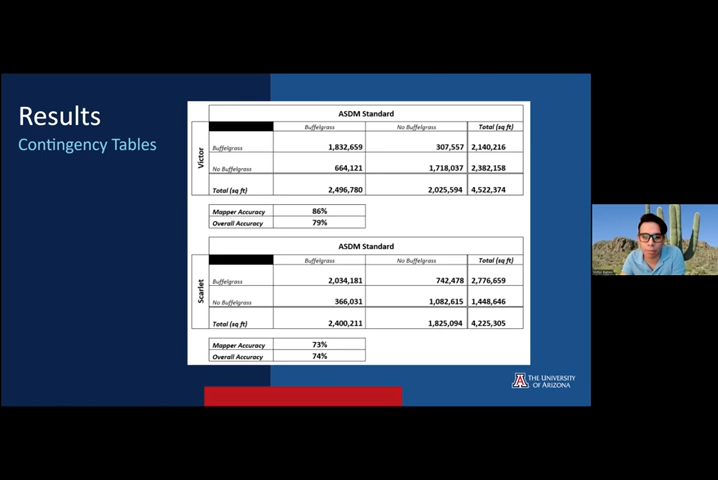 Results
Contingency Tables
ASDM Standard
Buffelgrass No Buffelgrass Total (sq ft)
Victor
Buffelgrass 1,832,659 307,557 2,140,216
No Buffelgrass 664,121 1,718,037 2,382,158
Total (sq ft) 2,496,780 2,025,594 4,522,374
Mapper Accuracy 86%
Overall Accuracy 79%
ASDM Standard
Buffelgrass No Buffelgrass Total (sq ft)
Scarlet
Buffelgrass 2,034,181 742,478 2,776,659
No Buffelgrass 366,031 1,082,615 1,448,646
Total (sq ft) 2,400,211 1,825,094 4,225,305
Mapper Accuracy 73%
Overall Accuracy 74%
THE UNIVERSITY
OF ARIZONA